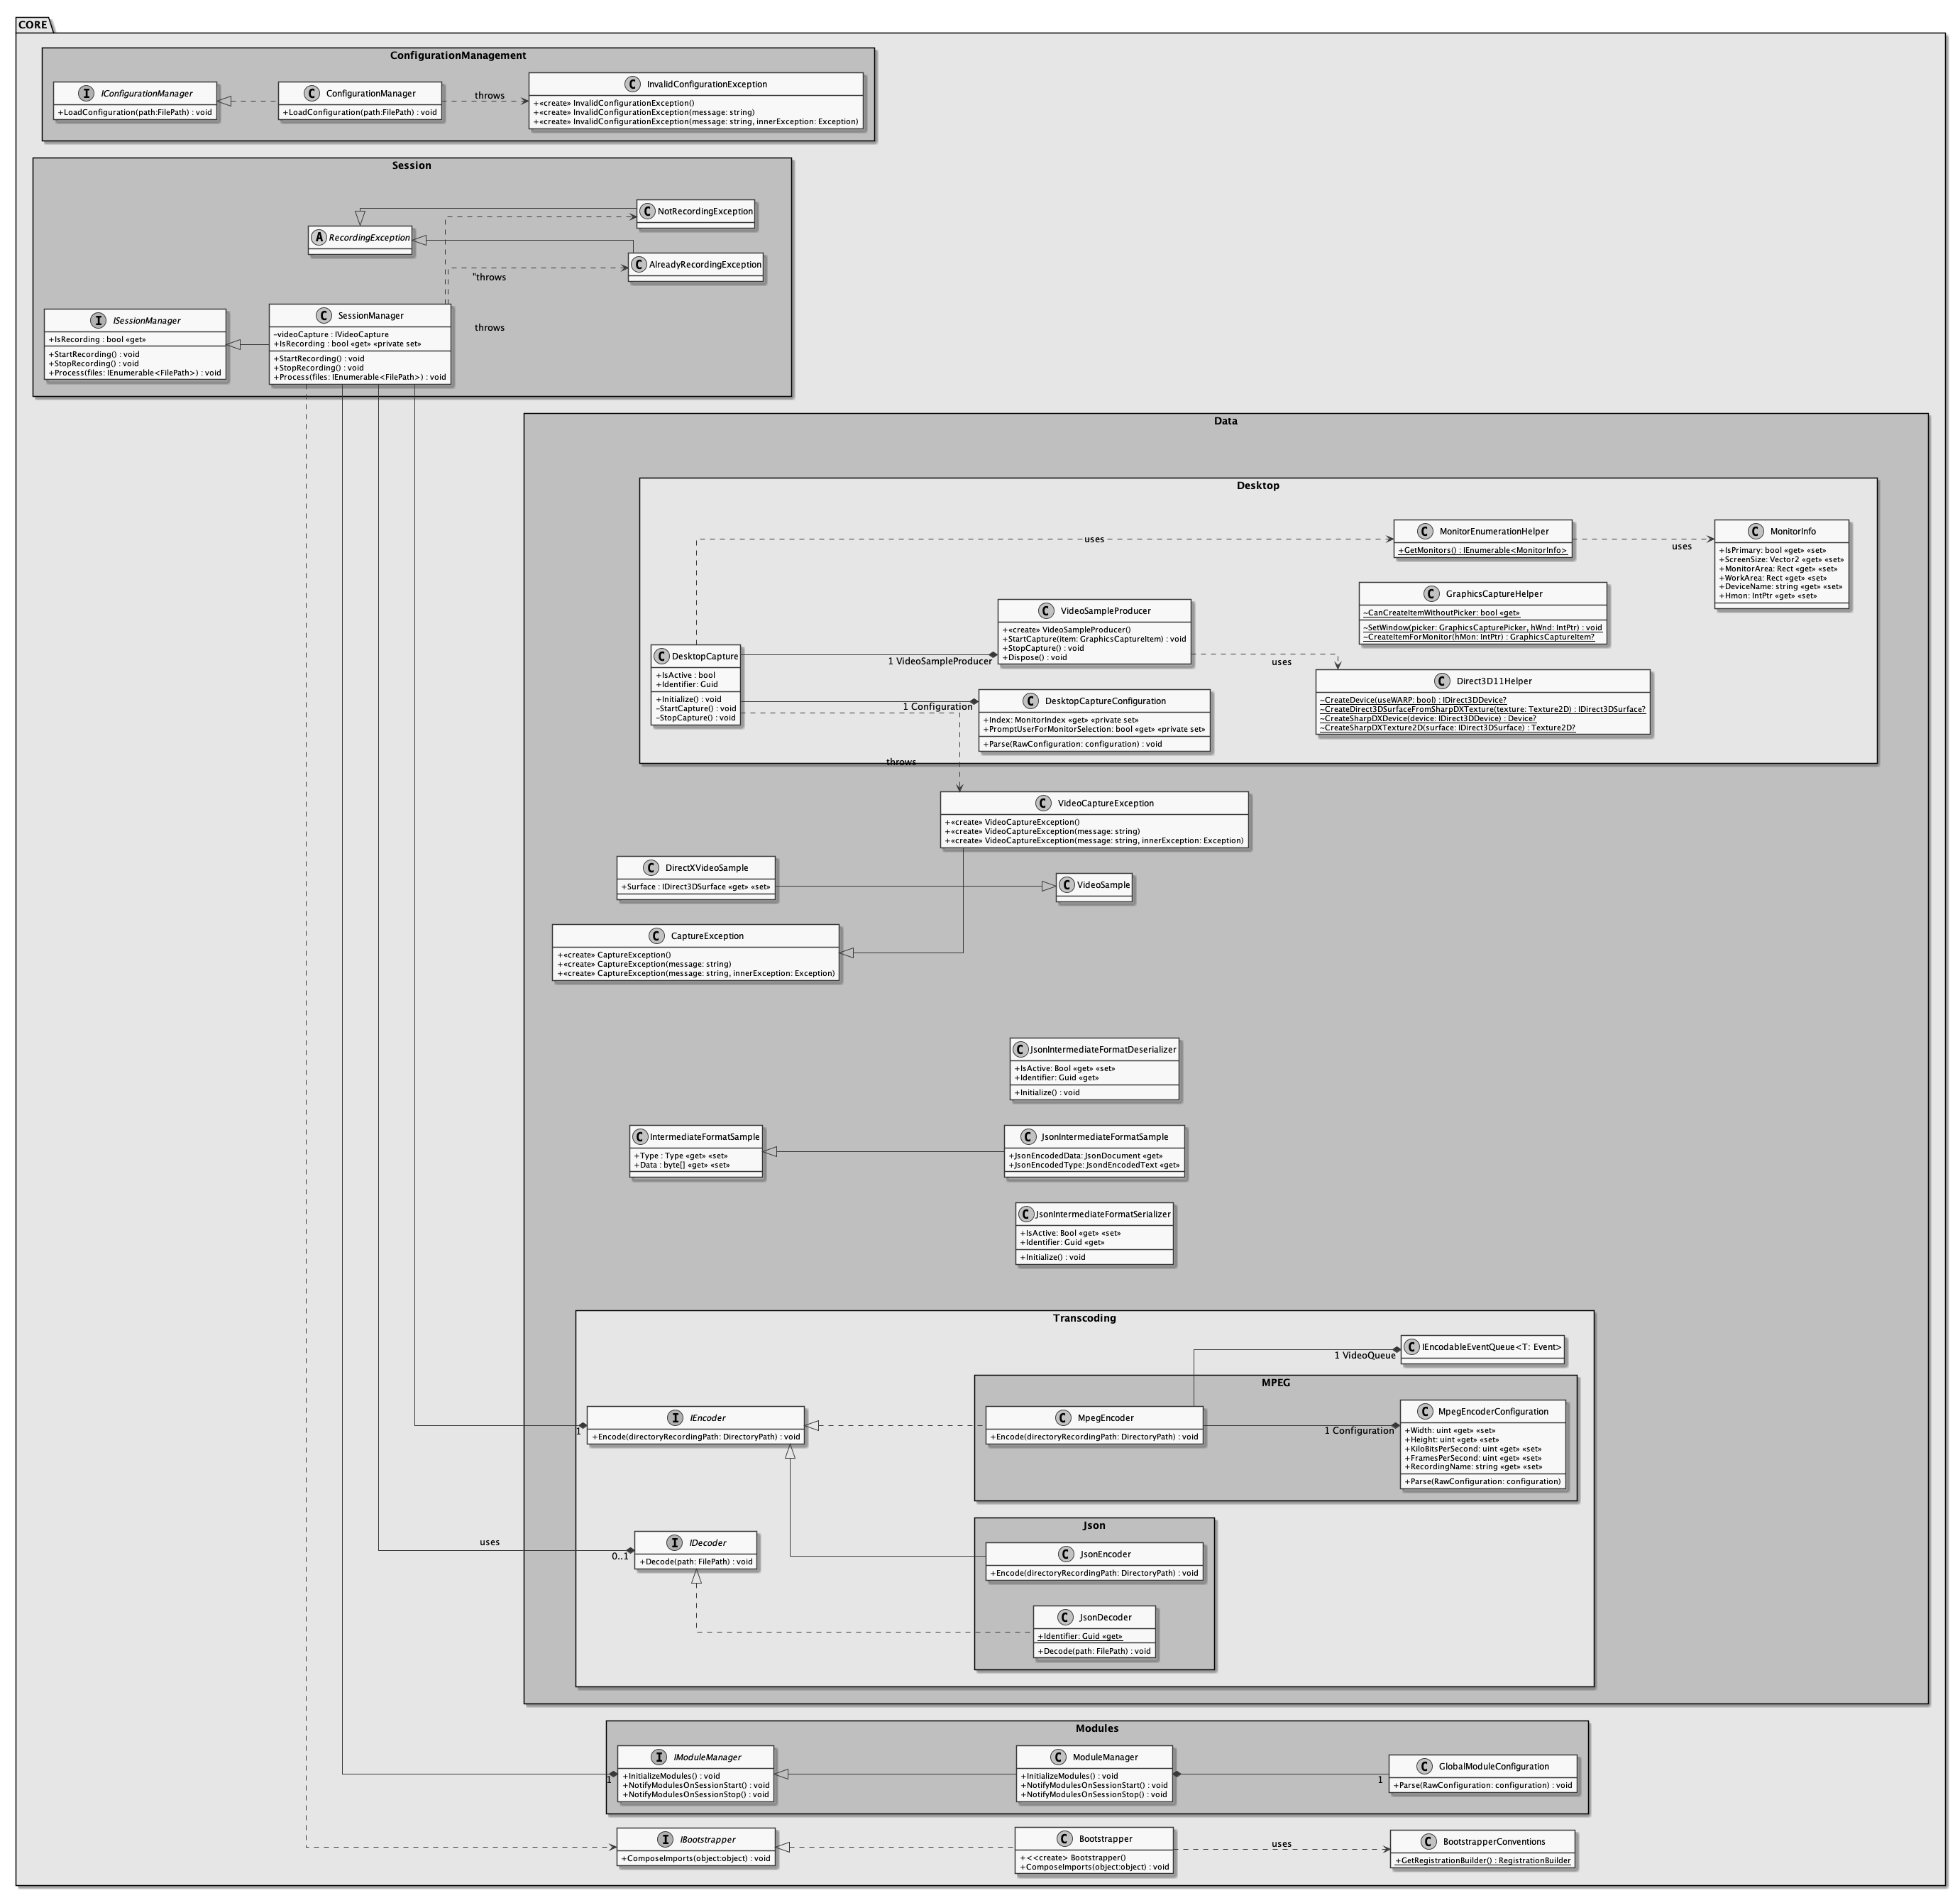 CORE
ConfigurationManagement
I IConfigurationManager
+LoadConfiguration(path:FilePath) : void
C ConfigurationManager
+LoadConfiguration(path:FilePath) : void
throws
C InvalidConfigurationException
+«create» InvalidConfigurationException()
+«create» InvalidConfigurationException(message: string)
+«create» InvalidConfigurationException(message: string, innerException: Exception)
Session
C NotRecordingException
A RecordingException
C AlreadyRecordingException
"throws
throws
I ISessionManager
+IsRecording : bool «get»
+StartRecording() : void
+StopRecording() : void
+Process(files: IEnumerable<FilePath>) : void
C SessionManager
-videoCapture : IVideoCapture
+IsRecording : bool «get» «private set»
+StartRecording() : void
+StopRecording() : void
+Process(files: IEnumerable<FilePath>) : void
Data
Desktop
uses
C MonitorEnumerationHelper
+GetMonitors() : IEnumerable<MonitorInfo>
uses
C MonitorInfo
+IsPrimary: bool «get» «set»
+ScreenSize: Vector2 «get» «set»
+MonitorArea: Rect «get» «set»
+WorkArea: Rect «get» «set»
+DeviceName: string «get» «set»
+Hmon: IntPtr «get» «set»
C GraphicsCaptureHelper
~CanCreateItemWithoutPicker: bool «get»
~SetWindow(picker: GraphicsCapturePicker, hWnd: IntPtr) : void
~CreateItemForMonitor(hMon: IntPtr) : GraphicsCaptureItem?
C VideoSampleProducer
+«create» VideoSampleProducer()
+StartCapture(item: GraphicsCaptureItem) : void
+StopCapture() : void
+Dispose() : void
C DesktopCapture
+IsActive : bool
+Identifier: Guid
+Initialize() : void
-StartCapture() : void
-StopCapture() : void
1 VideoSampleProducer
uses
C Direct3D11Helper
~CreateDevice(useWARP: bool) : IDirect3DDevice?
~CreateDirect3DSurfaceFromSharpDXTexture(texture: Texture2D) : IDirect3DSurface?
~CreateSharpDXDevice(device: IDirect3DDevice) : Device?
~CreateSharpDXTexture2D(surface: IDirect3DSurface) : Texture2D?
1 Configuration
C DesktopCaptureConfiguration
+Index: MonitorIndex «get» «private set»
+PromptUserForMonitorSelection: bool «get» «private set»
+Parse(RawConfiguration: configuration) : void
throws
C VideoCaptureException
+«create» VideoCaptureException()
+«create» VideoCaptureException(message: string)
+«create» VideoCaptureException(message: string, innerException: Exception)
C DirectXVideoSample
+Surface : IDirect3DSurface «get» «set»
C VideoSample
C CaptureException
+«create» CaptureException()
+«create» CaptureException(message: string)
+«create» CaptureException(message: string, innerException: Exception)
C JsonIntermediateFormatDeserializer
+IsActive: Bool «get» «set»
+Identifier: Guid «get»
+Initialize() : void
C IntermediateFormatSample
+Type : Type «get» «set»
+Data : byte[] «get» «set»
C JsonIntermediateFormatSample
+JsonEncodedData: JsonDocument «get»
+JsonEncodedType: JsondEncodedText «get»
C JsonIntermediateFormatSerializer
+IsActive: Bool «get» «set»
+Identifier: Guid «get»
+Initialize() : void
Transcoding
1 VideoQueue
C IEncodableEventQueue<T: Event>
MPEG
I IEncoder
+Encode(directoryRecordingPath: DirectoryPath) : void
1
C MpegEncoder
+Encode(directoryRecordingPath: DirectoryPath) : void
1 Configuration
C MpegEncoderConfiguration
+Width: uint «get» «set»
+Height: uint «get» «set»
+KiloBitsPerSecond: uint «get» «set»
+FramesPerSecond: uint «get» «set»
+RecordingName: string «get» «set»
+Parse(RawConfiguration: configuration)
Json
uses
0..1
I IDecoder
+Decode(path: FilePath) : void
C JsonEncoder
+Encode(directoryRecordingPath: DirectoryPath) : void
C JsonDecoder
+Identifier: Guid «get»
+Decode(path: FilePath) : void
Modules
1
I IModuleManager
+InitializeModules() : void
+NotifyModulesOnSessionStart() : void
+NotifyModulesOnSessionStop() : void
C ModuleManager
+InitializeModules() : void
+NotifyModulesOnSessionStart() : void
+NotifyModulesOnSessionStop() : void
1
C GlobalModuleConfiguration
+Parse(RawConfiguration: configuration) : void
I IBootstrapper
+ComposeImports(object:object) : void
C Bootstrapper
+<<create> Bootstrapper()
+ComposeImports(object:object) : void
uses
C BootstrapperConventions
+GetRegistrationBuilder() : RegistrationBuilder